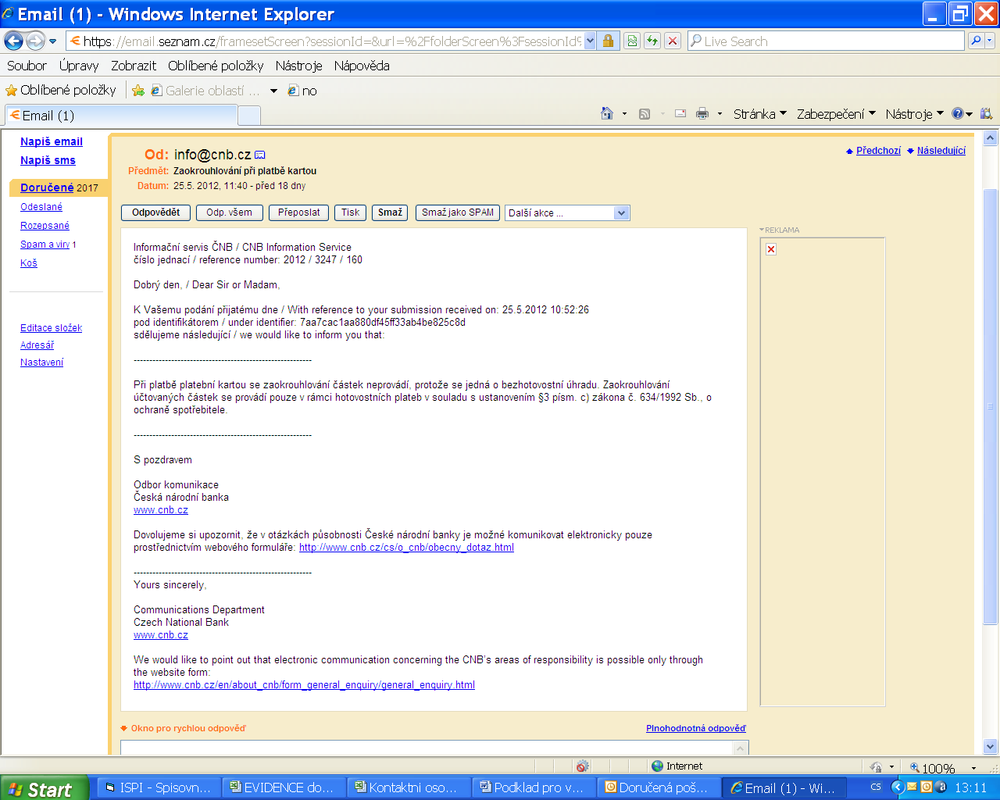 Email (1) - Windows Internet Explorer
https://email.seznam.cz/framesetScreen?sessionId=&url=%2FfolderScreen%3FsessionId%
Live Search
Soubor Úpravy Zobrazit Oblíbené položky Nástroje Nápověda
Oblíbené položky Galerie oblastí ... no
Email (1)
Stránka Zabezpečení Nástroje
Napiš email
Napiš sms
Doručené 2017
Odeslané
Rozepsané
Spam a viry 1
Koš
Editace složek
Adresář
Nastavení
Předchozí Následující
Od: info@cnb.cz
Předmět: Zaokrouhlování při platbě kartou
Datum: 25.5. 2012, 11:40 - před 18 dny
Odpovědět Odp. všem Přeposlat Tisk Smaž Smaž jako SPAM Další akce ...
REKLAMA
Informační servis ČNB / CNB Information Service
číslo jednací / reference number: 2012 / 3247 / 160
Dobrý den, / Dear Sir or Madam,
K Vašemu podání přijatému dne / With reference to your submission received on: 25.5.2012 10:52:26
pod identifikátorem / under identifier: 7aa7cac1aa880df45ff33ab4be825c8d
sdělujeme následující / we would like to inform you that:
---------------------------------------------------------
Při platbě platební kartou se zaokrouhlování částek neprovádí, protože se jedná o bezhotovostní úhradu. Zaokrouhlování
účtovaných částek se provádí pouze v rámci hotovostních plateb v souladu s ustanovením §3 písm. c) zákona č. 634/1992 Sb., o
ochraně spotřebitele.
---------------------------------------------------------
S pozdravem
Odbor komunikace
Česká národní banka
www.cnb.cz
Dovolujeme si upozornit, že v otázkách působnosti České národní banky je možné komunikovat elektronicky pouze
prostřednictvím webového formuláře: http://www.cnb.cz/cs/o_cnb/obecny_dotaz.html
---------------------------------------------------------
Yours sincerely,
Communications Department
Czech National Bank
www.cnb.cz
We would like to point out that electronic communication concerning the CNB's areas of responsibility is possible only through
the website form:
http://www.cnb.cz/en/about_cnb/form_general_enquiry/general_enquiry.html
Okno pro rychlou odpověď Plnohodnotná odpověď
Internet 100%
Start ISPI - Spisovn... EVIDENCE do... Kontaktni oso... Podklad pro v... Doručená poš... Email (1) - Wi... CS 13:11